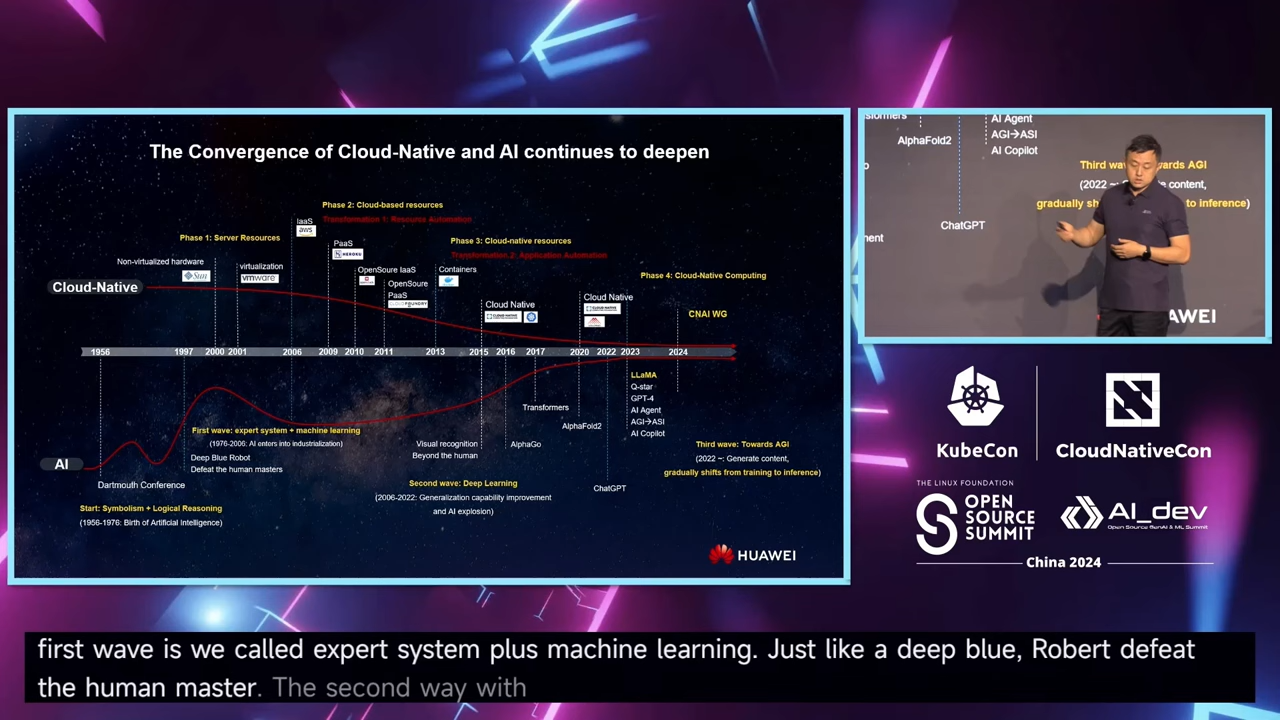 The Convergence of Cloud-Native and AI continues to deepen
Phase 2: Cloud-based resources
Transformation 1: Resource Automation
IaaS
aws
Phase 1: Server Resources
PaaS
HEROKU
Phase 3: Cloud-native resources
Transformation 2: Application Automation
Non-virtualized hardware
Sun
virtualization
vmware
OpenSoure IaaS
OpenSoure
PaaS
CLOUD FOUNDRY
Containers
Phase 4: Cloud-Native Computing
Cloud-Native
Cloud Native
Cloud Native
CNAI WG
1956
1997
2000
2001
2006
2009
2010
2011
2013
2015
2016
2017
2020
2022
2023
2024
LLaMA
Q-star
GPT-4
AI Agent
AGI→ASI
AI Copilot
Transformers
AlphaFold2
First wave: expert system + machine learning
(1976-2006: AI enters into industrialization)
Deep Blue Robot
Defeat the human masters
Visual recognition
Beyond the human
AlphaGo
Third wave: Towards AGI
(2022 ~: Generate content,
gradually shifts from training to inference)
AI
Dartmouth Conference
Second wave: Deep Learning
(2006-2022: Generalization capability improvement
and AI explosion)
ChatGPT
Start: Symbolism + Logical Reasoning
(1956-1976: Birth of Artificial Intelligence)
HUAWEI
sformers
AlphaFold2
AI Agent
AGI→ASI
AI Copilot
Third wav wards AGI
(2022 ~: e content,
gradually sh to inference)
ChatGPT
nent
AWEI
KubeCon
CloudNativeCon
THE LINUX FOUNDATION
OPEN
SOURCE
SUMMIT
AI_dev
Open Source GenAI & ML Summit
China 2024
first wave is we called expert system plus machine learning. Just like a deep blue, Robert defeat
the human master. The second way with